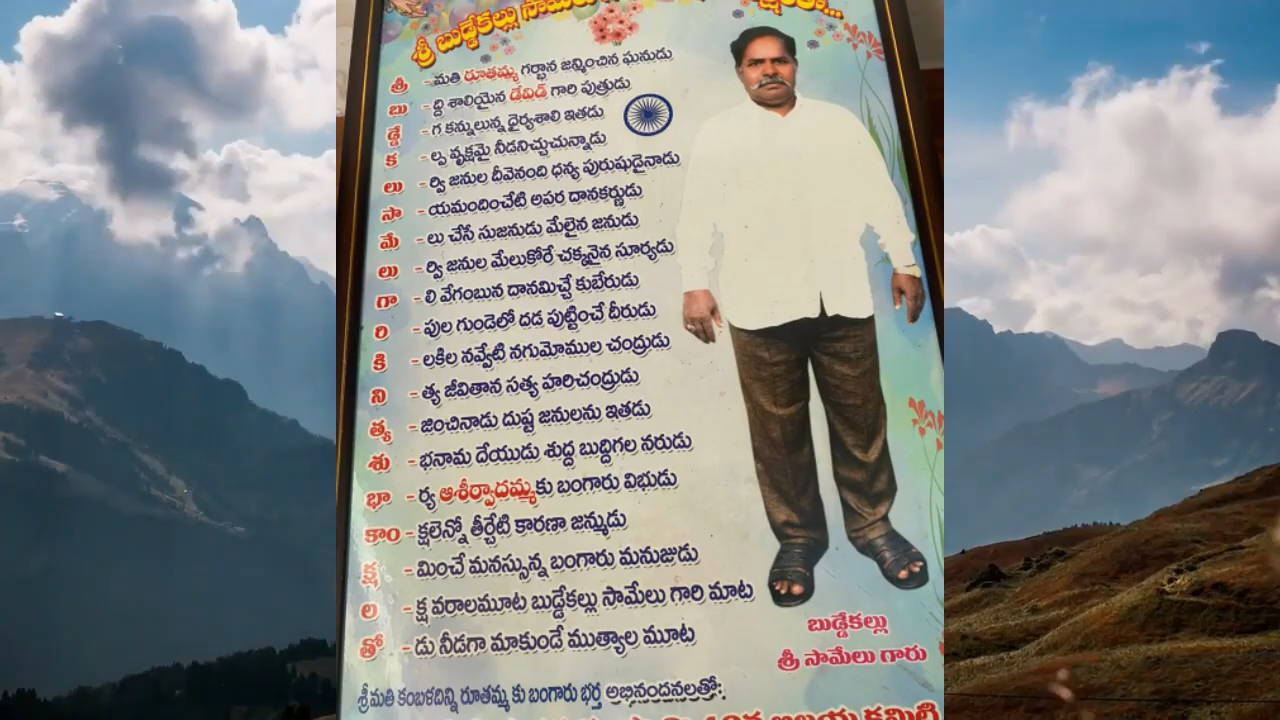 శ్రీ బుడ్డేకల్లు సామేలు
శ్రీ - మతి రూతమ్మ గర్భాన జన్మించిన ఘనుడు
బు - ద్ధి శాలియైన డేవిడ్ గారి పుత్రుడు
డ్డే - గ కన్నులున్న ధైర్యశాలి ఇతడు
క - ల్ప వృక్షమై నీడనిచ్చుచున్నాడు
లు - ర్వి జనుల దీవెనంది ధన్య పురుషుడైనాడు
సా - యమందించేటి అపర దానకర్ణుడు
మే - లు చేసే సుజనుడు మేలైన జనుడు
లు - ర్వి జనుల మేలుకోరే చక్కనైన సూర్యడు
గా - లి వేగంబున దానమిచ్చే కుబేరుడు
రి - పుల గుండెలో దడ పుట్టించే వీరుడు
కి - లకిల నవ్వేటి నగుమోముల చంద్రుడు
ని - త్య జీవితాన సత్య హరిచంద్రుడు
త్య - జించినాడు దుష్ట జనులను ఇతడు
శు - భనామ దేయుడు శుద్ద బుద్దిగల నరుడు
భా - ర్య ఆశీర్వాదమ్మకు బంగారు విభుడు
కాం - క్షలెన్నో తీర్చేటి కారణా జన్ముడు
క్ష - మించే మనస్సున్న బంగారు మనుజుడు
ల - క్ష వరాలమూట బుడ్డేకల్లు సామేలు గారి మాట
తో - డు నీడగా మాకుండే ముత్యాల మూట
బుడ్డేకల్లు
శ్రీ సామేలు గారు
శ్రీమతి కంబళదిన్ని రూతమ్మ కు బంగారు భర్త అభినందనలతో:.